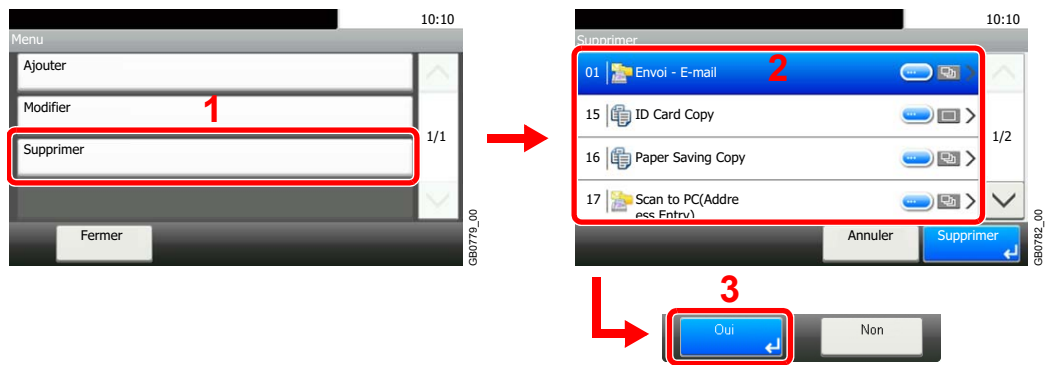 10:10
Menu
Ajouter
Modifier
1
1/1
Supprimer
Fermer
GB0779_00
10:10
Supprimer
01 Envoi - E-mail
2
15 ID Card Copy
1/2
16 Paper Saving Copy
17 Scan to PC(Addre
ess Entry)
Annuler
Supprimer
GB0782_00
3
Oui
Non